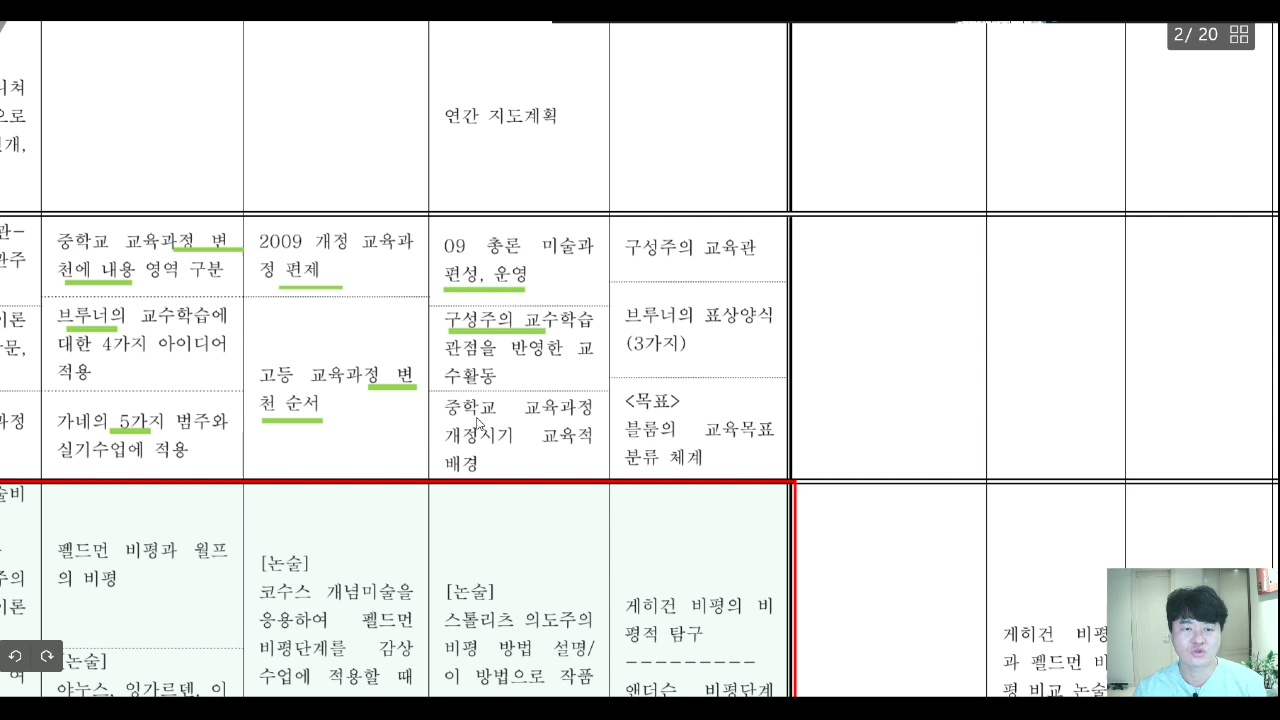 2/ 20
니쳐
으로
연간 지도계획
중학교 교육과정 변
천에 내용 영역 구분
2009 개정 교육과
정 편제
09 총론 미술과
편성, 운영
구성주의 교육관
브루너의 교수학습에
대한 4가지 아이디어
적용
고등 교육과정 변
천 순서
구성주의 교수학습
관점을 반영한 교
수활동
브루너의 표상양식
(3가지)
가네의 5가지 범주와
실기수업에 적용
중학교 교육과정
개정시기 교육적
배경
<목표>
블룸의 교육목표
분류 체계
펠드먼 비평과 월프
의 비평
[논술]
야누스, 잉가르덴, 이
[논술]
코수스 개념미술을
응용하여 펠드먼
비평단계를 감상
수업에 적용할 때
[논술]
스톨리츠 의도주의
비평 방법 설명/
이 방법으로 작품
게히건 비평의 비
평적 탐구
----------
앤더슨 비평단계
게히건 비평
과 펠드먼 비
평 비교 논술